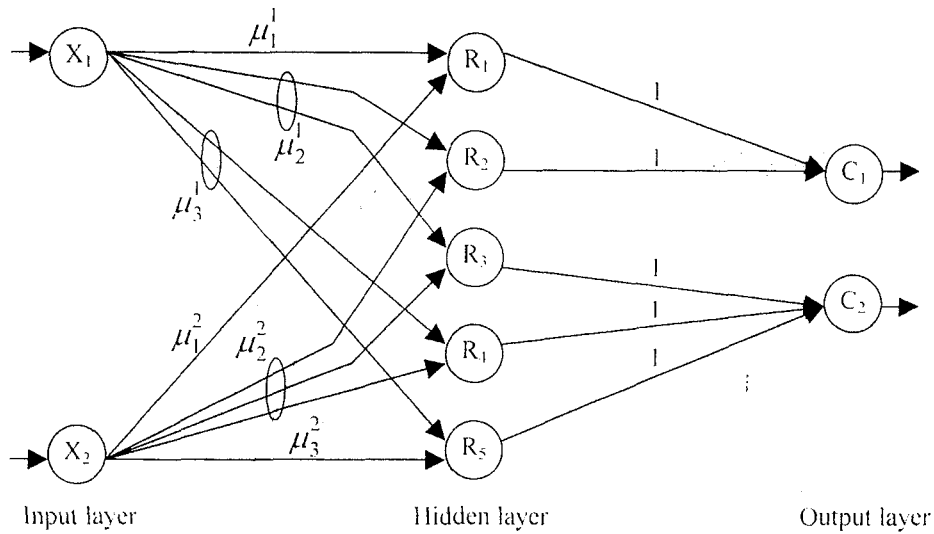 X₁
μ₁¹
R₁
1
μ₂¹
R₂
1
C₁
μ₃¹
R₃
1
C₂
μ₁²
μ₂²
R₁
1
1
μ₃²
X₂
R₅
Input layer
Hidden layer
Output layer